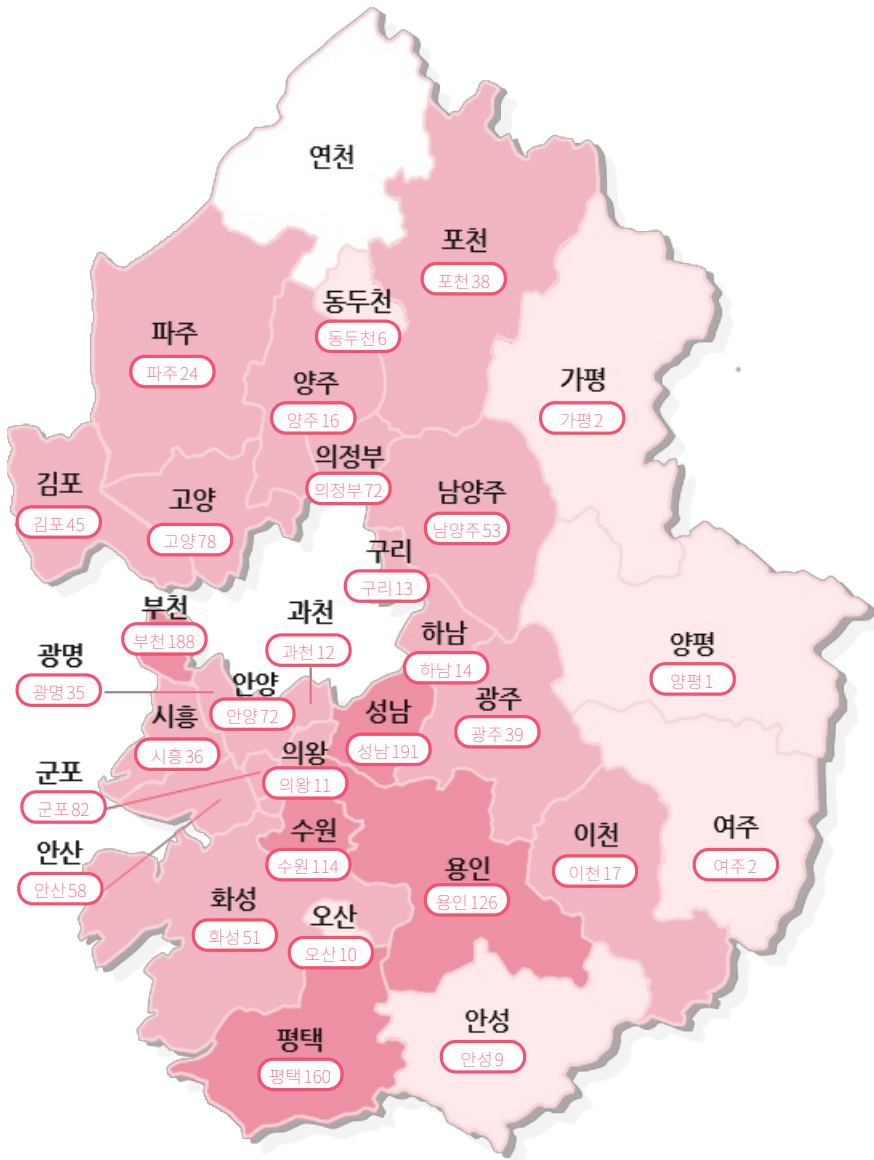 연천
포천
포천38
동두천
동두천6
파주
파주24
양주
양주16
가평
가평2
의정부
의정부72
김포
김포45
고양
고양78
남양주
남양주53
구리
구리13
부천
부천188
과천
과천12
하남
하남14
양평
양평1
광명
광명35
안양
안양72
시흥
시흥36
성남
성남191
광주
광주39
의왕
의왕11
군포
군포82
수원
수원114
이천
이천17
여주
여주2
안산
안산58
용인
용인126
화성
화성51
오산
오산10
안성
안성9
평택
평택160